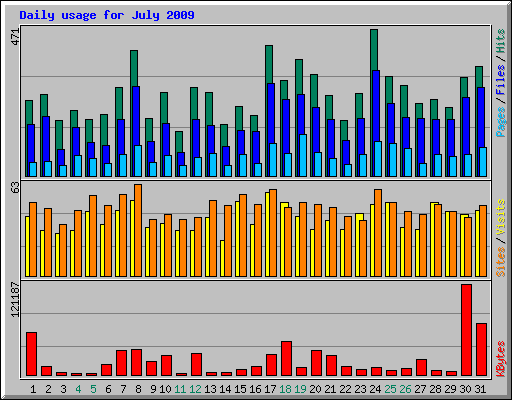 Daily usage for July 2009
471
Pages / Files / Hits
63
Sites / Visits
121187
KBytes
1 2 3 4 5 6 7 8 9 10 11 12 13 14 15 16 17 18 19 20 21 22 23 24 25 26 27 28 29 30 31